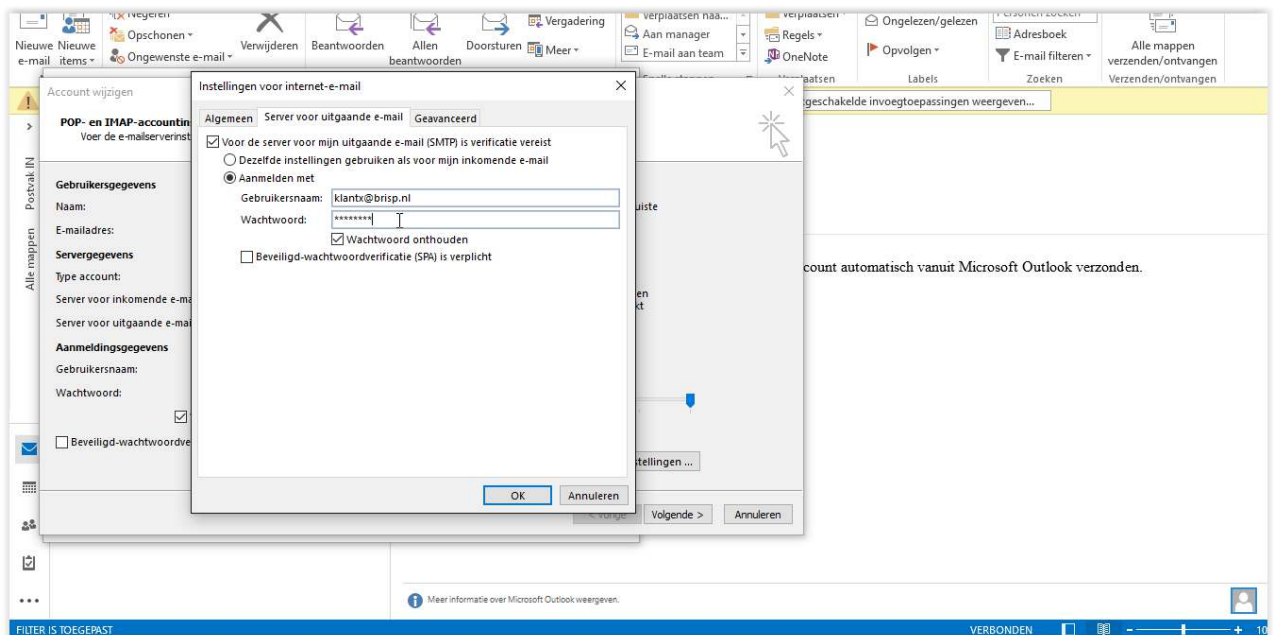 Negeren
Opschonen
Ongewenste e-mail
Nieuwe e-mail
Nieuwe items
Verwijderen
Beantwoorden
Allen beantwoorden
Doorsturen
Vergadering
Meer
Verplaatsen naa...
Aan manager
E-mail aan team
Verplaatsen
Regels
OneNote
Ongelezen/gelezen
Opvolgen
Labels
Adresboek
E-mail filteren
Zoeken
Alle mappen
verzenden/ontvangen
Verzenden/ontvangen
geschakelde invoegtoepassingen weergeven...
Postvak IN
Alle mappen
Account wijzigen
POP- en IMAP-accountin
Voer de e-mailserverinst
Gebruikersgegevens
Naam:
E-mailadres:
Servergegevens
Type account:
Server voor inkomende e-ma
Server voor uitgaande e-mai
Aanmeldingsgegevens
Gebruikersnaam:
Wachtwoord:
Beveiligd-wachtwoordve
Instellingen voor internet-e-mail
Algemeen Server voor uitgaande e-mail Geavanceerd
Voor de server voor mijn uitgaande e-mail (SMTP) is verificatie vereist
Dezelfde instellingen gebruiken als voor mijn inkomende e-mail
Aanmelden met
Gebruikersnaam: klantx@brisp.nl
Wachtwoord: ********
Wachtwoord onthouden
Beveiligd-wachtwoordverificatie (SPA) is verplicht
OK Annuleren
uiste
en
kt
stellingen ...
< Vorige Volgende > Annuleren
count automatisch vanuit Microsoft Outlook verzonden.
Meer informatie over Microsoft Outlook weergeven.
FILTER IS TOEGEPAST
VERBONDEN
10